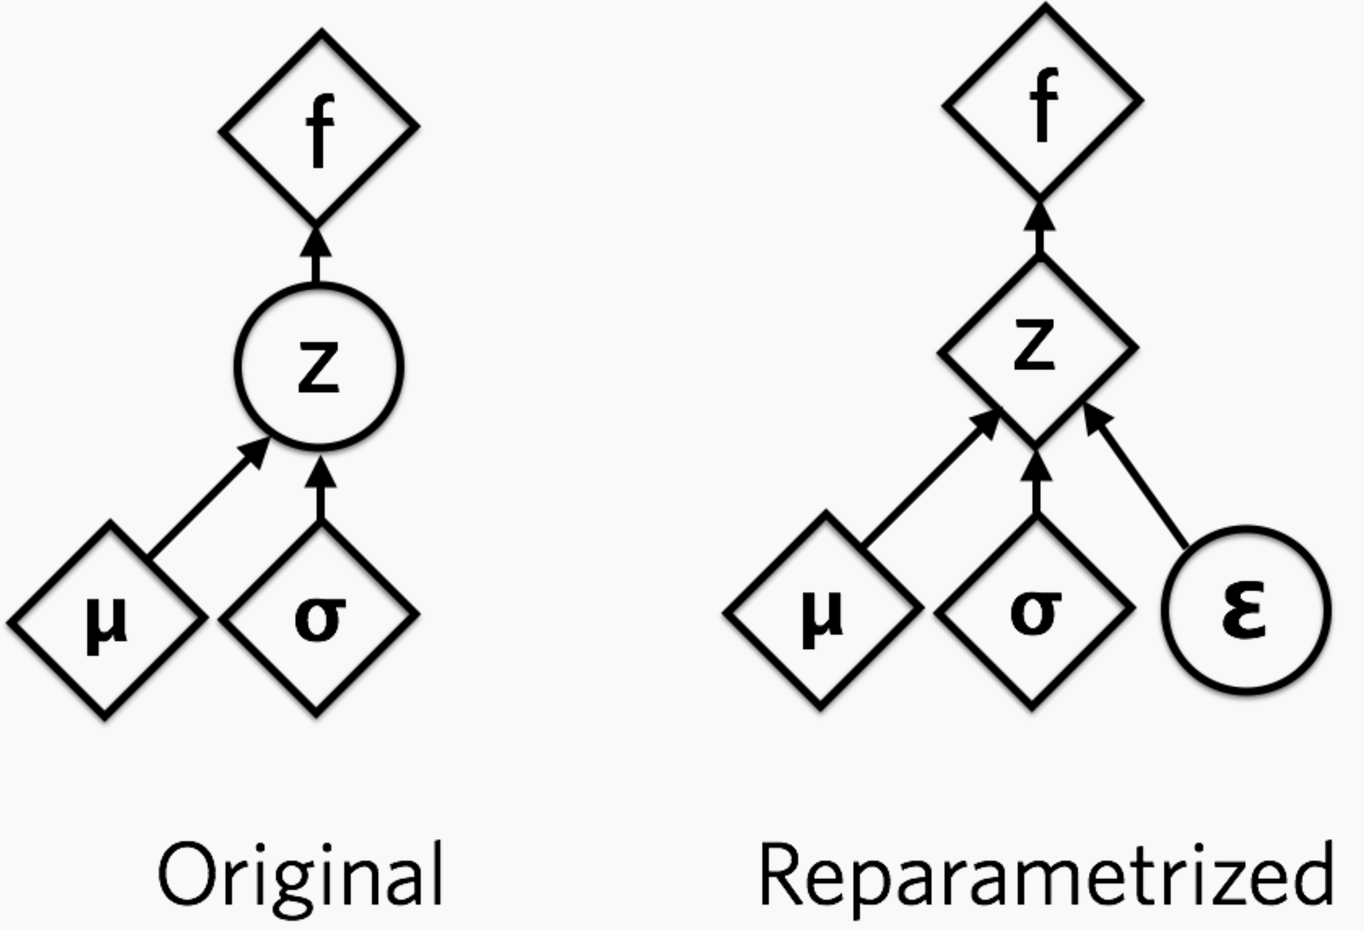 f
z
μ
σ
Original
f
z
μ
σ
ε
Reparametrized